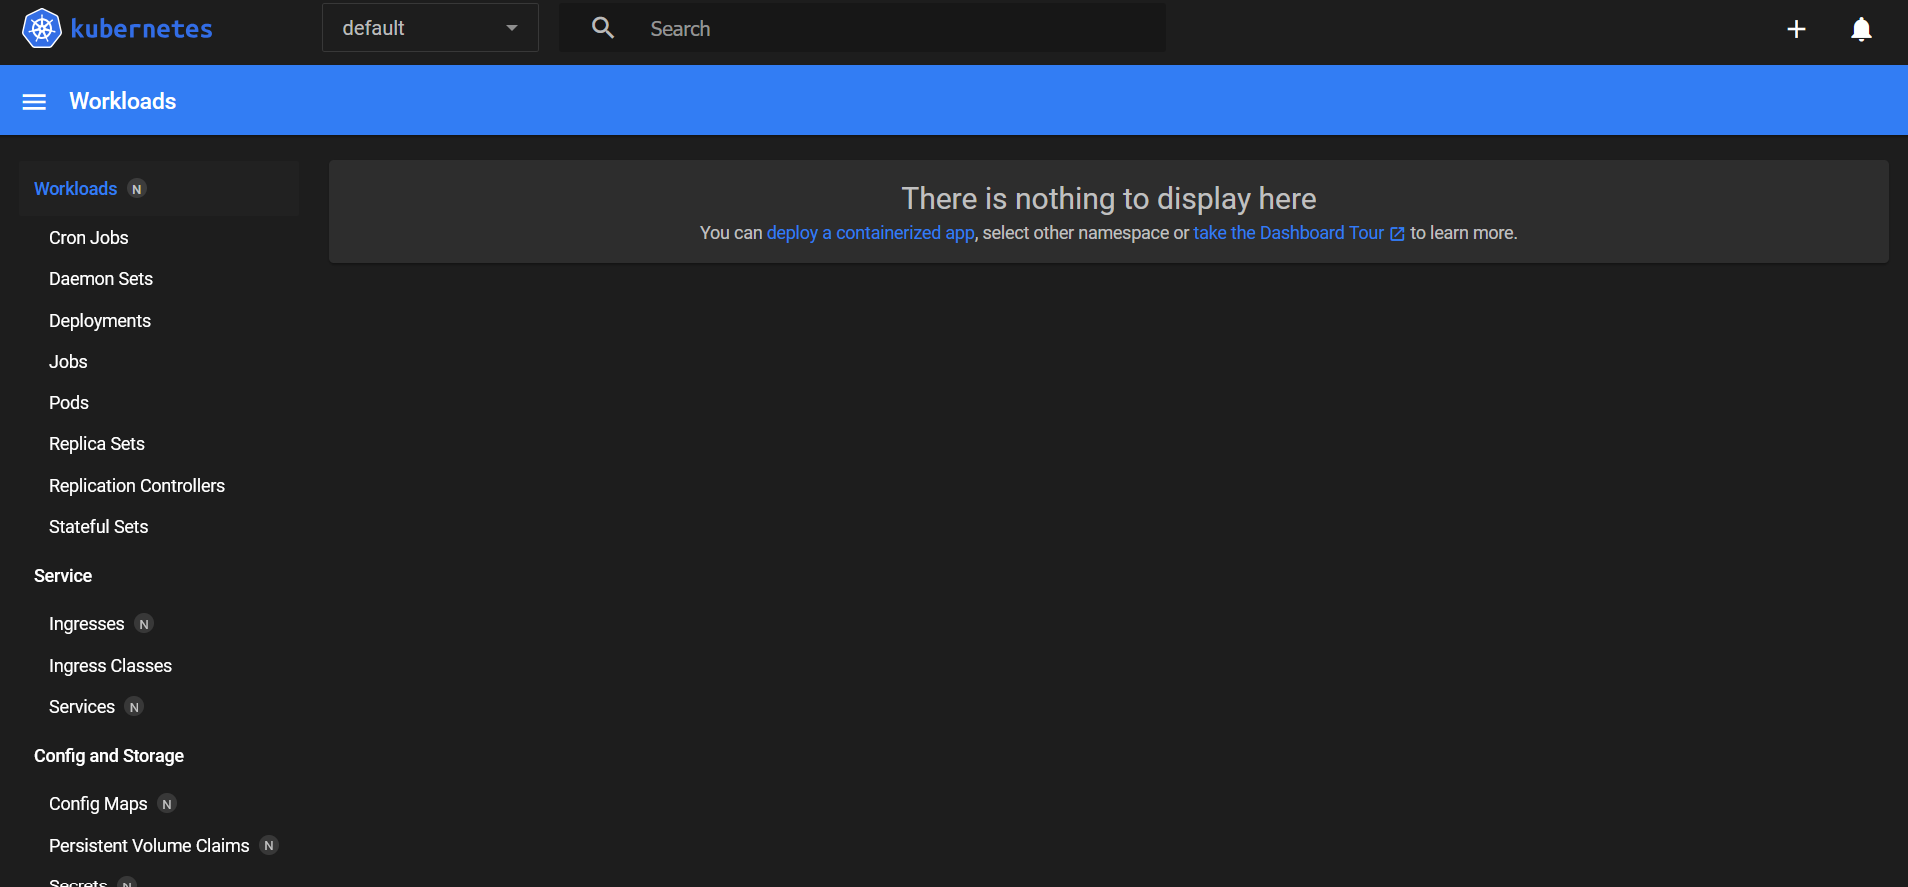 kubernetes
default
Search
Workloads
Workloads N
Cron Jobs
Daemon Sets
Deployments
Jobs
Pods
Replica Sets
Replication Controllers
Stateful Sets
Service
Ingresses N
Ingress Classes
Services N
Config and Storage
Config Maps N
Persistent Volume Claims N
Secrets N
There is nothing to display here
You can deploy a containerized app, select other namespace or take the Dashboard Tour to learn more.